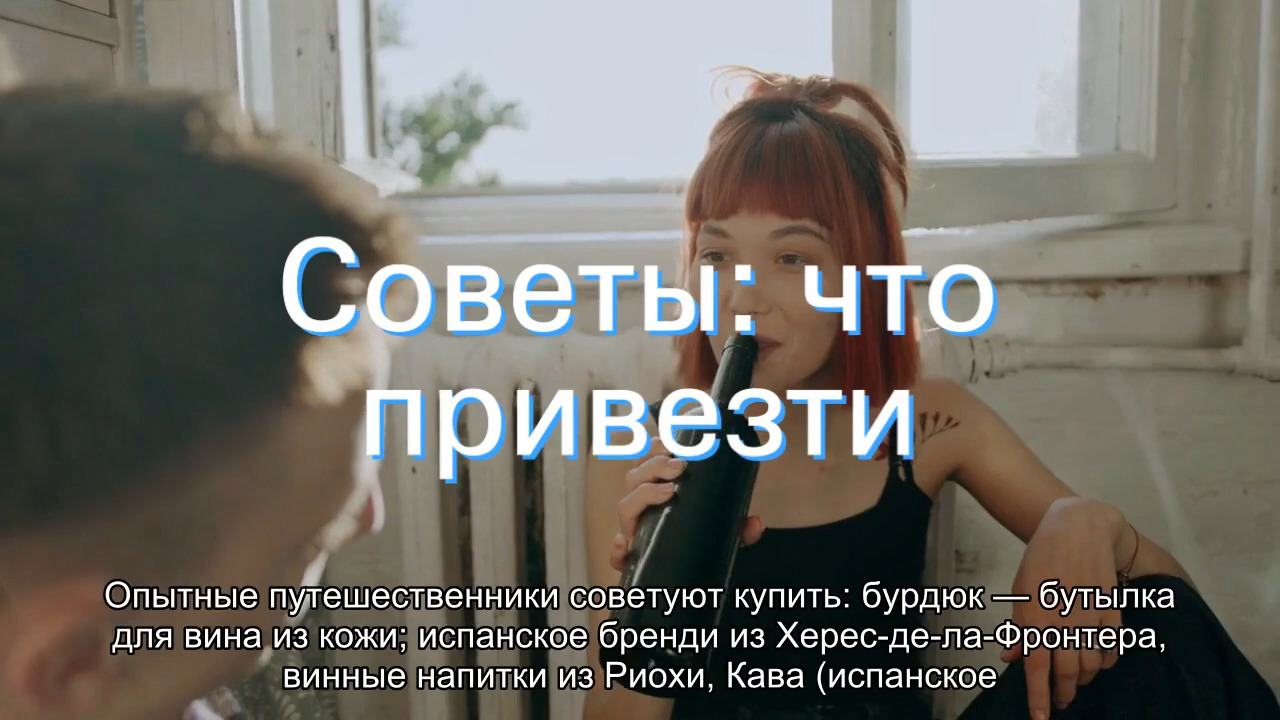 Советы: что
привезти
Опытные путешественники советуют купить: бурдюк — бутылка
для вина из кожи; испанское бренди из Херес-де-ла-Фронтера,
винные напитки из Риохи, Кава (испанское